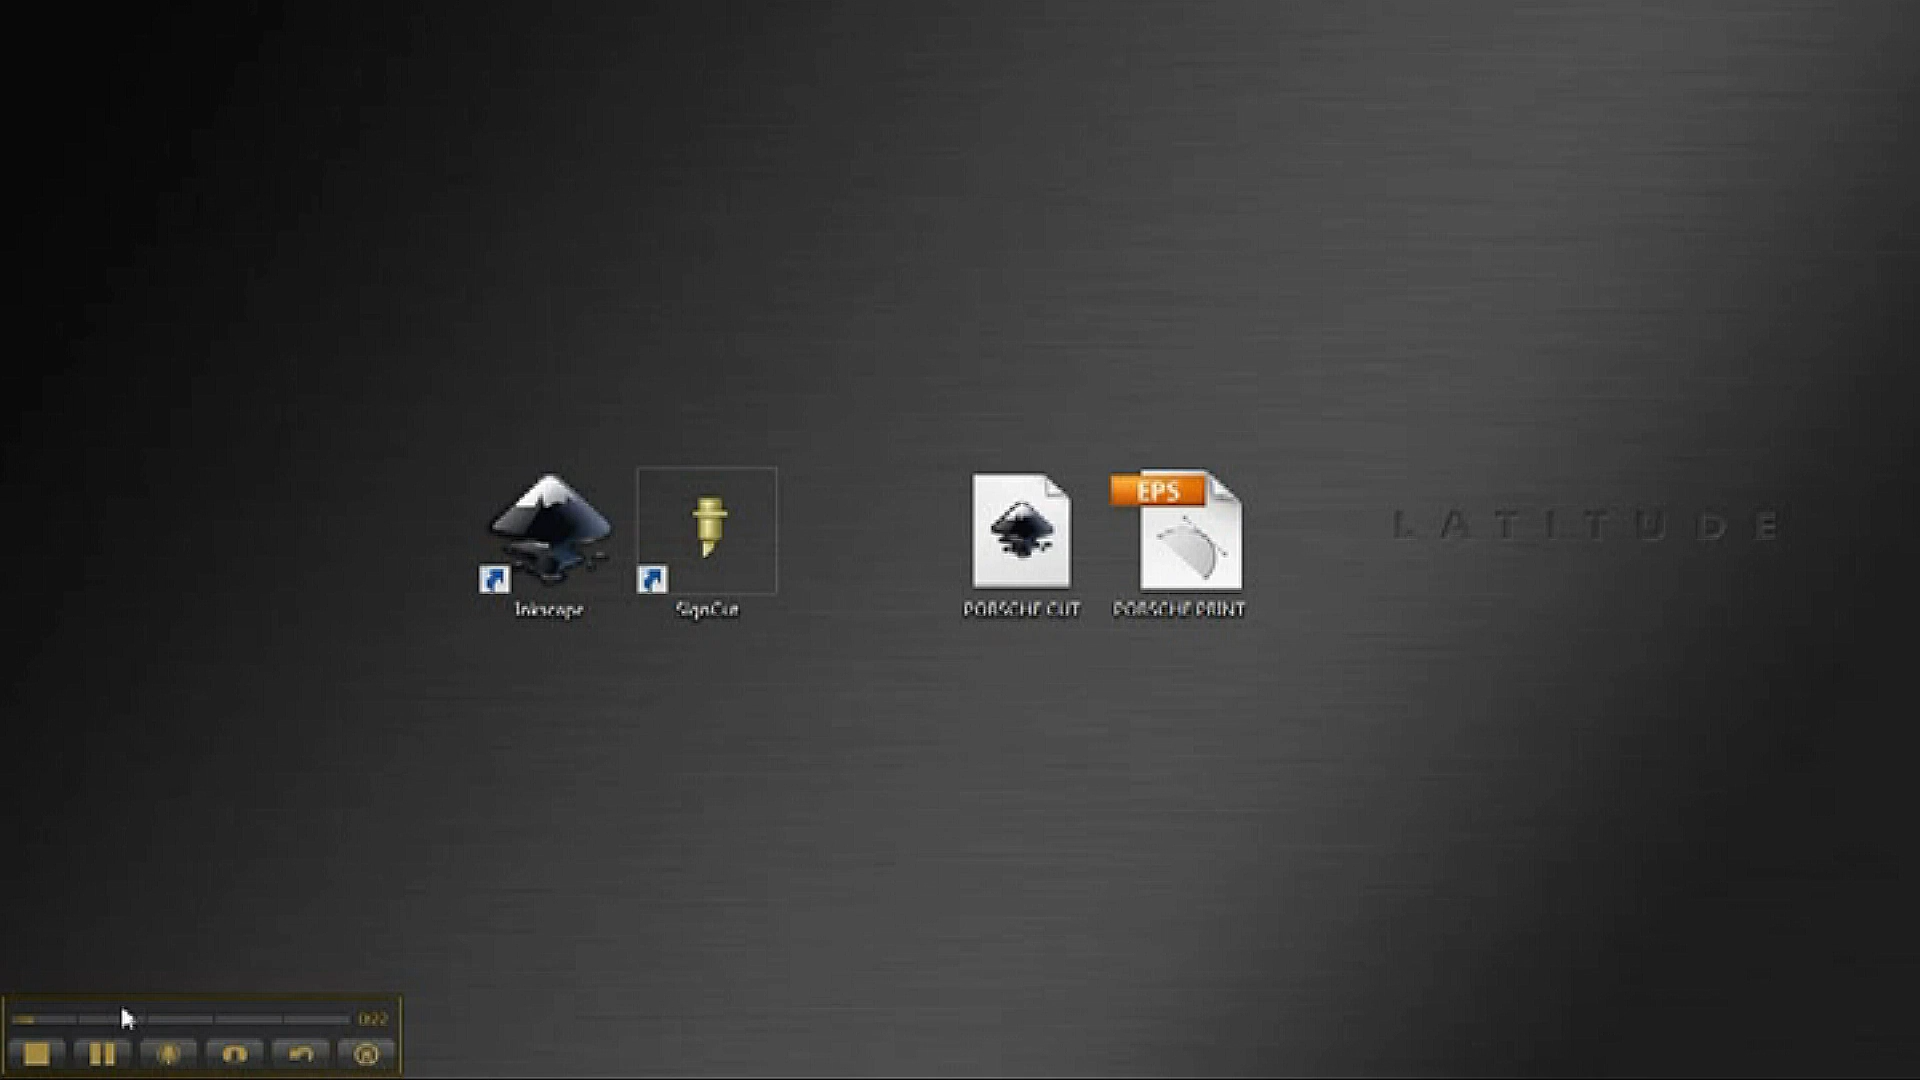 EPS
LATITUDE
Inkscape
SignCut
PORSCHE CUT
PORSCHE PRINT
0:22